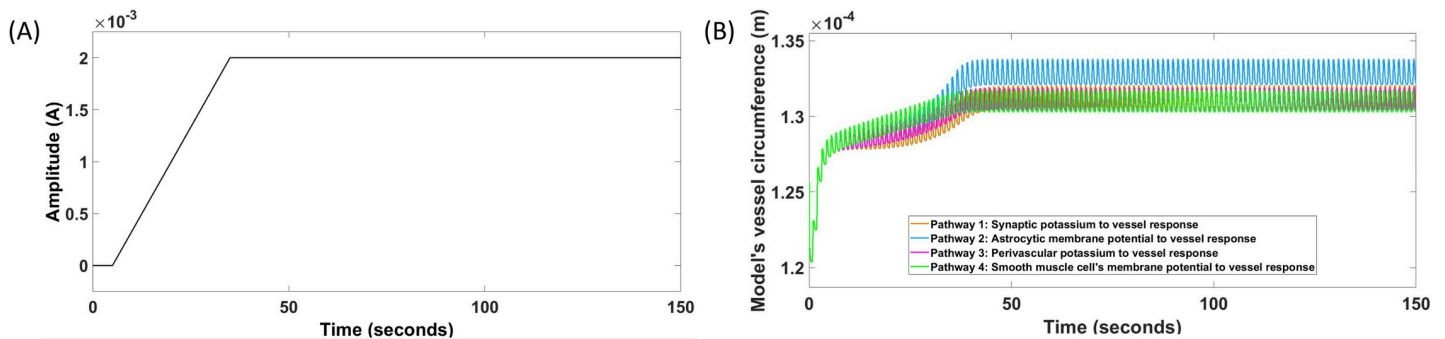 (A)
×10⁻³
2
1.5
1
0.5
0
Amplitude (A)
0
50
100
150
Time (seconds)
(B)
×10⁻⁴
1.35
1.3
1.25
1.2
Model's vessel circumference (m)
Pathway 1: Synaptic potassium to vessel response
Pathway 2: Astrocytic membrane potential to vessel response
Pathway 3: Perivascular potassium to vessel response
Pathway 4: Smooth muscle cell's membrane potential to vessel response
0
50
100
150
Time (seconds)